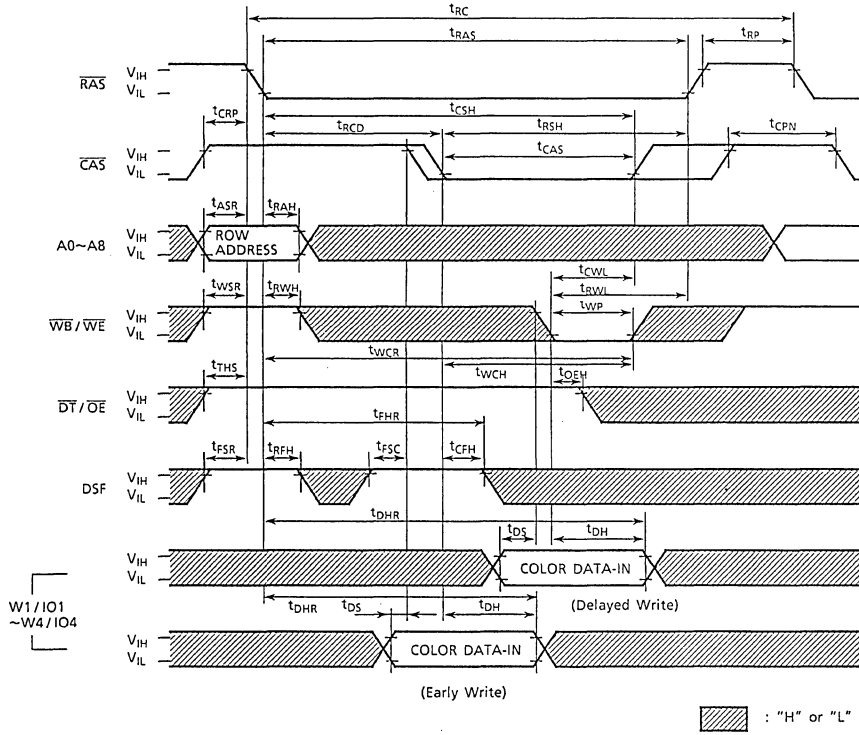 tRC
tRAS
tRP
RAS
VIH
VIL
tCRP
tCSH
tRCD
tRSH
tCPN
CAS
VIH
VIL
tCAS
tASR
tRAH
A0~A8
VIH
VIL
ROW
ADDRESS
tCWL
tWSR
tRWH
tRWL
tWP
WB / WE
VIH
VIL
tWCR
tWCH
tTHS
tOEH
DT / OE
VIH
VIL
tFHR
tFSR
tRFH
tFSC
tCFH
DSF
VIH
VIL
tDHR
tDS
tDH
VIH
VIL
COLOR DATA-IN
W1 / IO1
~W4 / IO4
tDHR
tDS
tDH
(Delayed Write)
VIH
VIL
COLOR DATA-IN
(Early Write)
: "H" or "L"